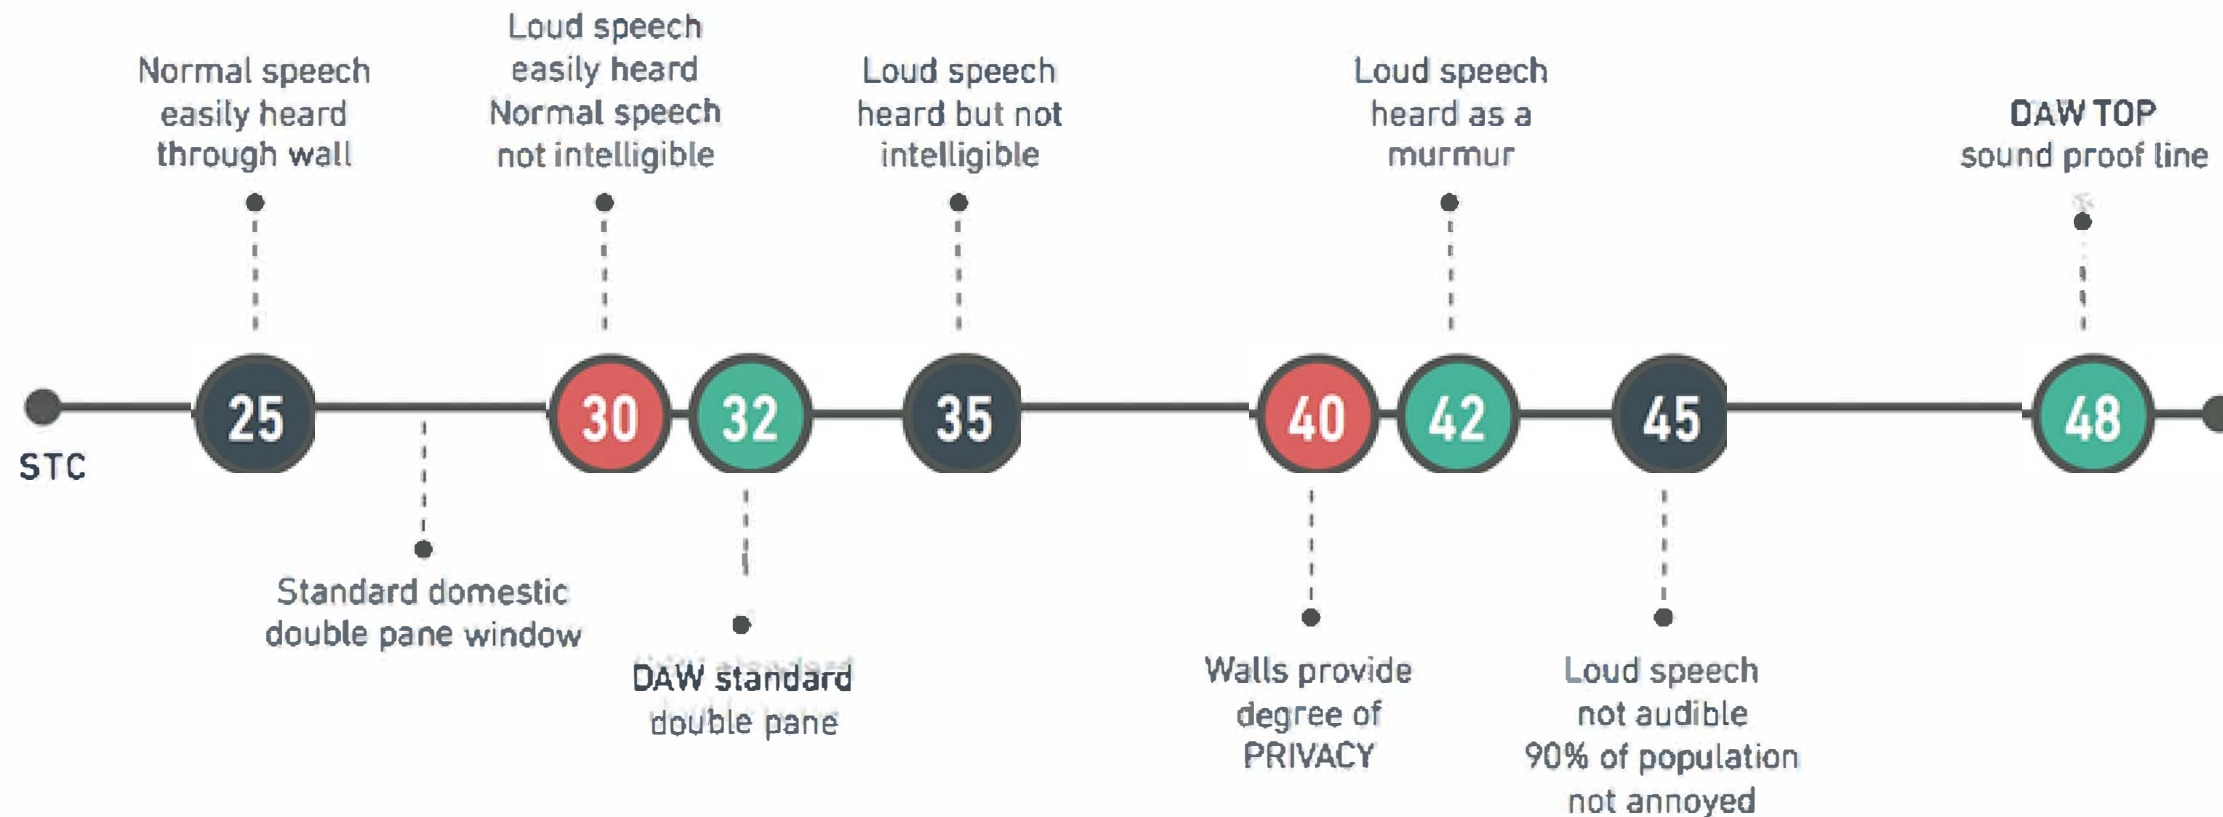 Normal speech
easily heard
through wall
Loud speech
easily heard
Normal speech
not intelligible
Loud speech
heard but not
intelligible
Loud speech
heard as a
murmur
DAW TOP
sound proof line
STC
25
30
32
35
40
42
45
48
Standard domestic
double pane window
DAW standard
double pane
Walls provide
degree of
PRIVACY
Loud speech
not audible
90% of population
not annoyed